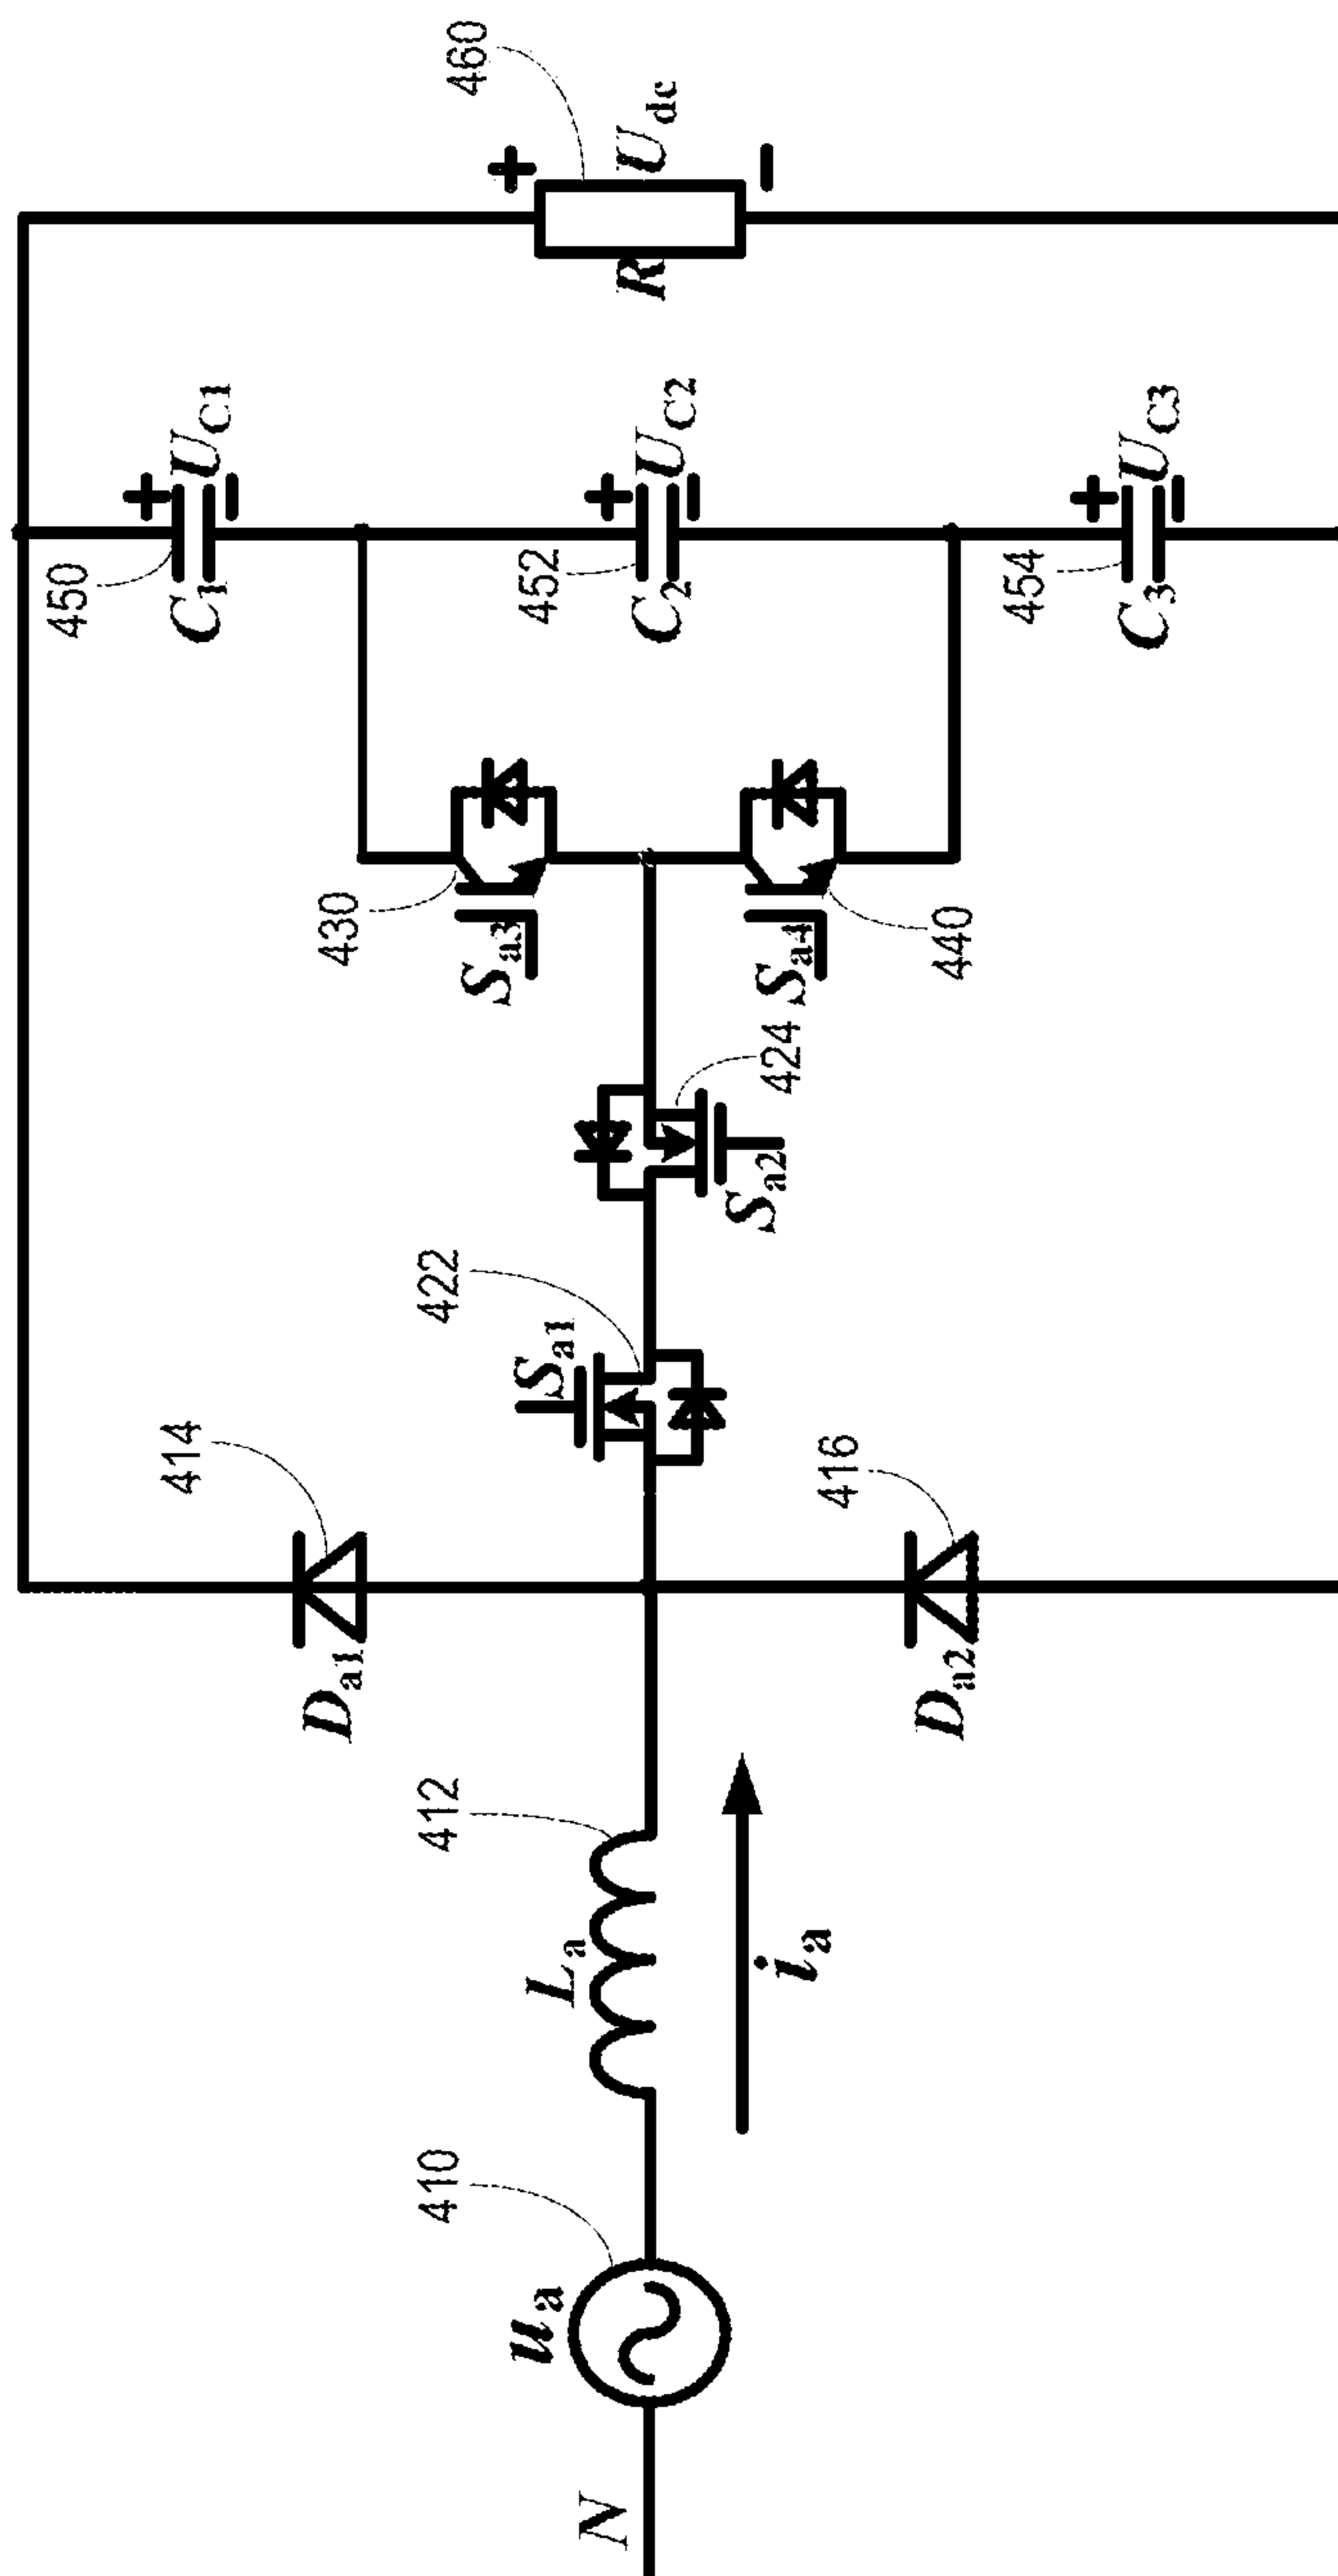 N
u_a
410
L_a
412
i_a
D_a1
414
D_a2
416
S_a1
422
S_a2
424
S_a3
430
S_a4
440
450
C_1
+
U_C1
−
452
C_2
+
U_C2
−
454
C_3
+
U_C3
−
R
+
U_dc
−
460